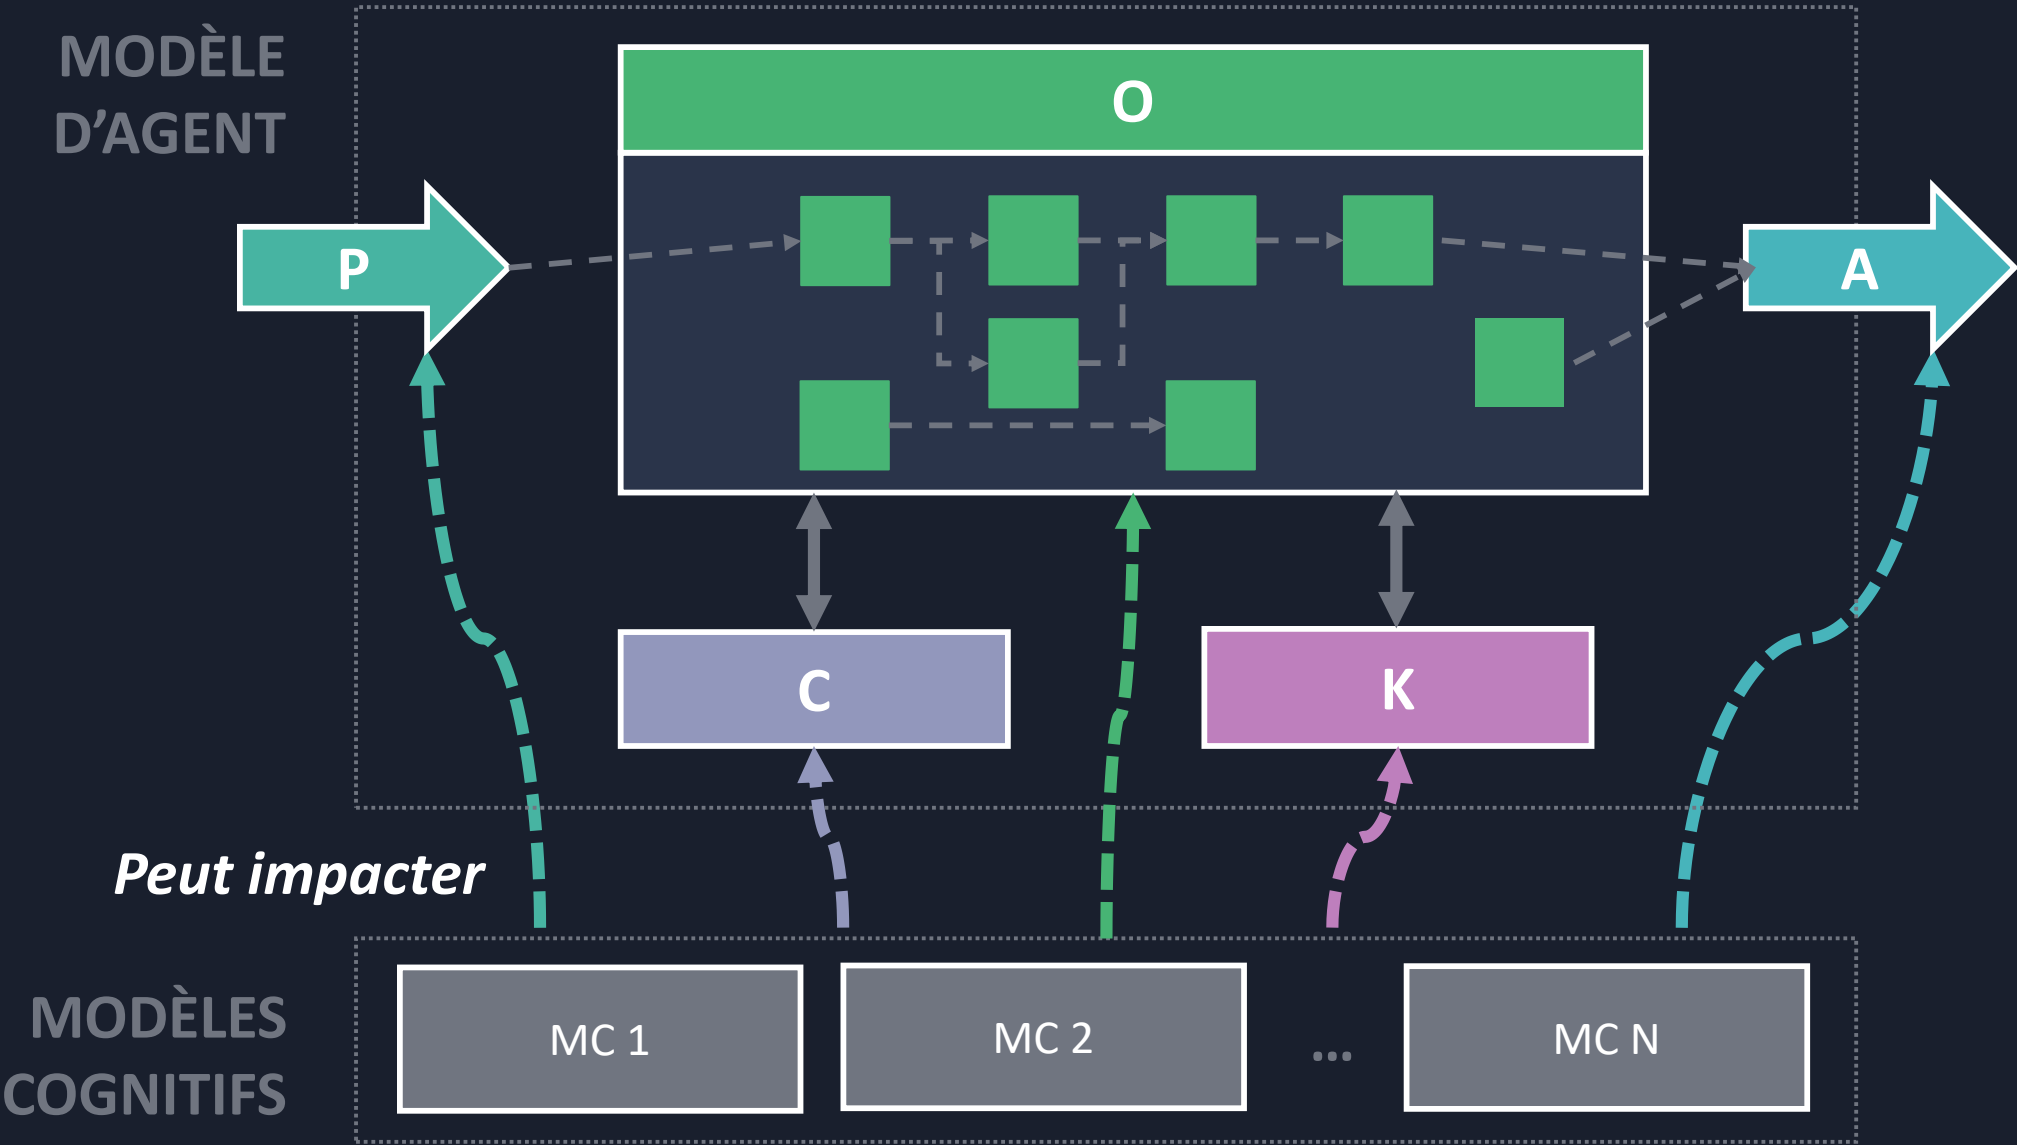 MODÈLE
D’AGENT
O
P
A
C
K
Peut impacter
MODÈLES
COGNITIFS
MC 1
MC 2
...
MC N